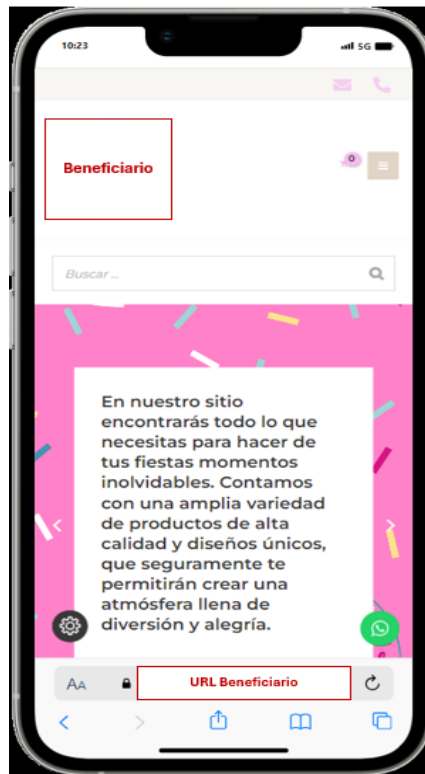 10:23
5G
Beneficiario
0
Buscar ...
En nuestro sitio
encontrarás todo lo que
necesitas para hacer de
tus fiestas momentos
inolvidables. Contamos
con una amplia variedad
de productos de alta
calidad y diseños únicos,
que seguramente te
permitirán crear una
atmósfera llena de
diversión y alegría.
AA
URL Beneficiario